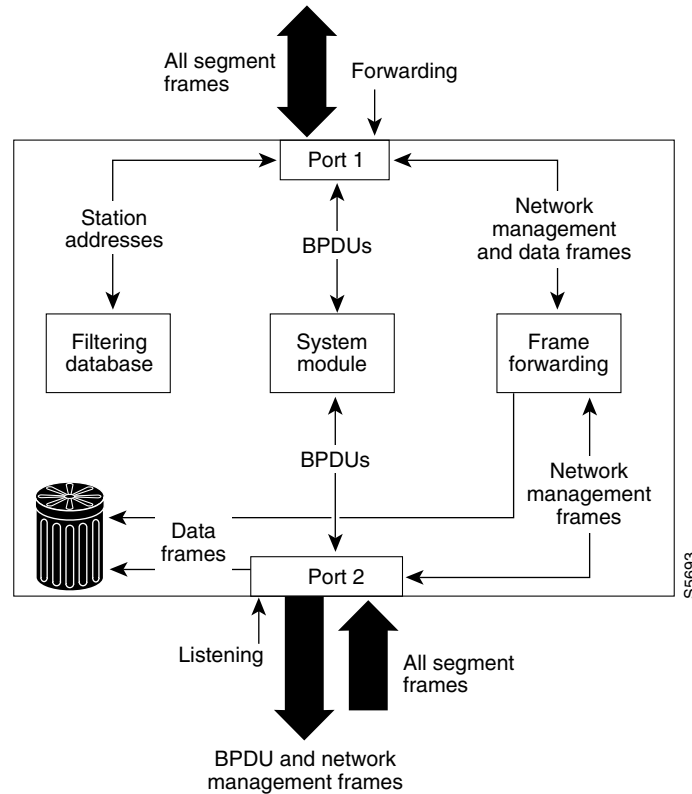 All segment
frames
Forwarding
Port 1
Station
addresses
BPDUs
Network
management
and data frames
Filtering
database
System
module
Frame
forwarding
BPDUs
Network
management
frames
Data
frames
Port 2
S5693
Listening
All segment
frames
BPDU and network
management frames